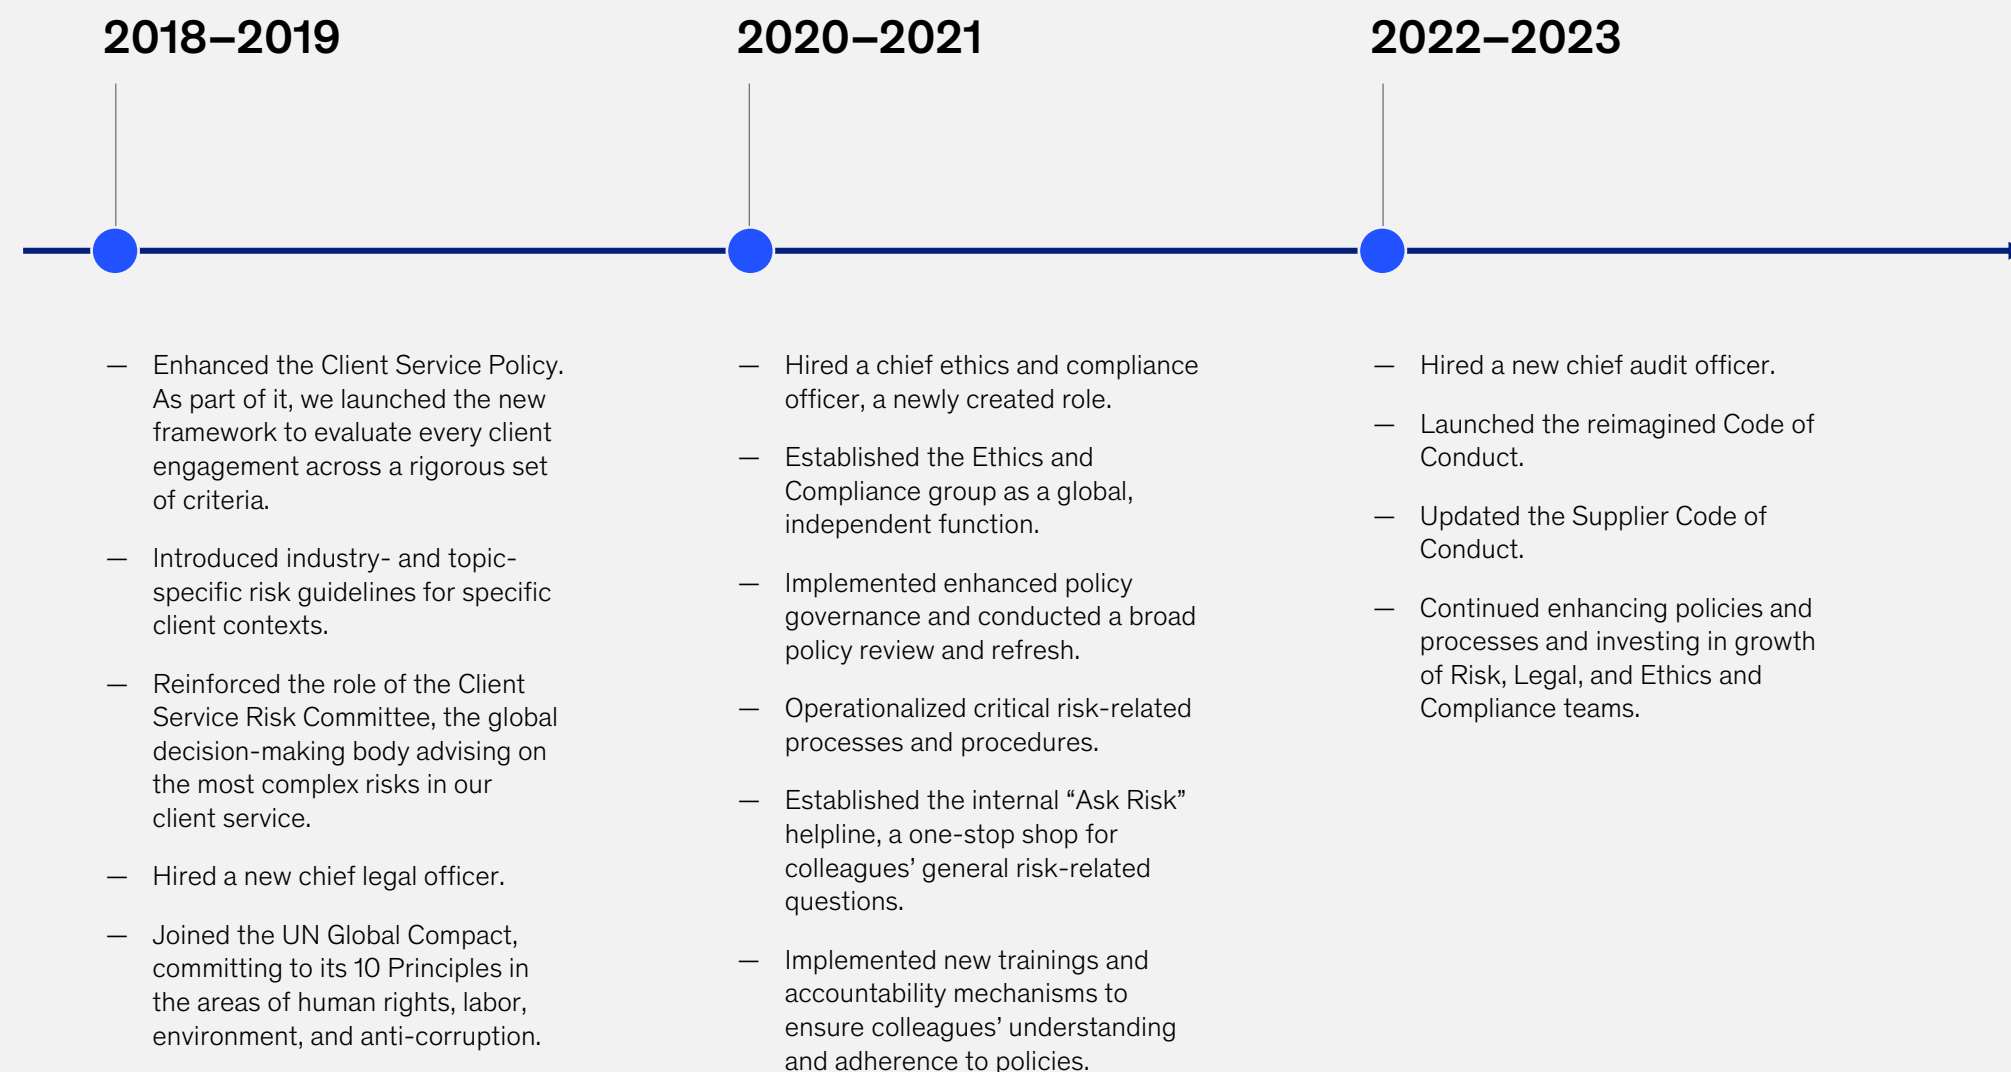 2018–2019
— Enhanced the Client Service Policy.
As part of it, we launched the new
framework to evaluate every client
engagement across a rigorous set
of criteria.
— Introduced industry- and topic-
specific risk guidelines for specific
client contexts.
— Reinforced the role of the Client
Service Risk Committee, the global
decision-making body advising on
the most complex risks in our
client service.
— Hired a new chief legal officer.
— Joined the UN Global Compact,
committing to its 10 Principles in
the areas of human rights, labor,
environment, and anti-corruption.
2020–2021
— Hired a chief ethics and compliance
officer, a newly created role.
— Established the Ethics and
Compliance group as a global,
independent function.
— Implemented enhanced policy
governance and conducted a broad
policy review and refresh.
— Operationalized critical risk-related
processes and procedures.
— Established the internal “Ask Risk”
helpline, a one-stop shop for
colleagues’ general risk-related
questions.
— Implemented new trainings and
accountability mechanisms to
ensure colleagues’ understanding
and adherence to policies.
2022–2023
— Hired a new chief audit officer.
— Launched the reimagined Code of
Conduct.
— Updated the Supplier Code of
Conduct.
— Continued enhancing policies and
processes and investing in growth
of Risk, Legal, and Ethics and
Compliance teams.